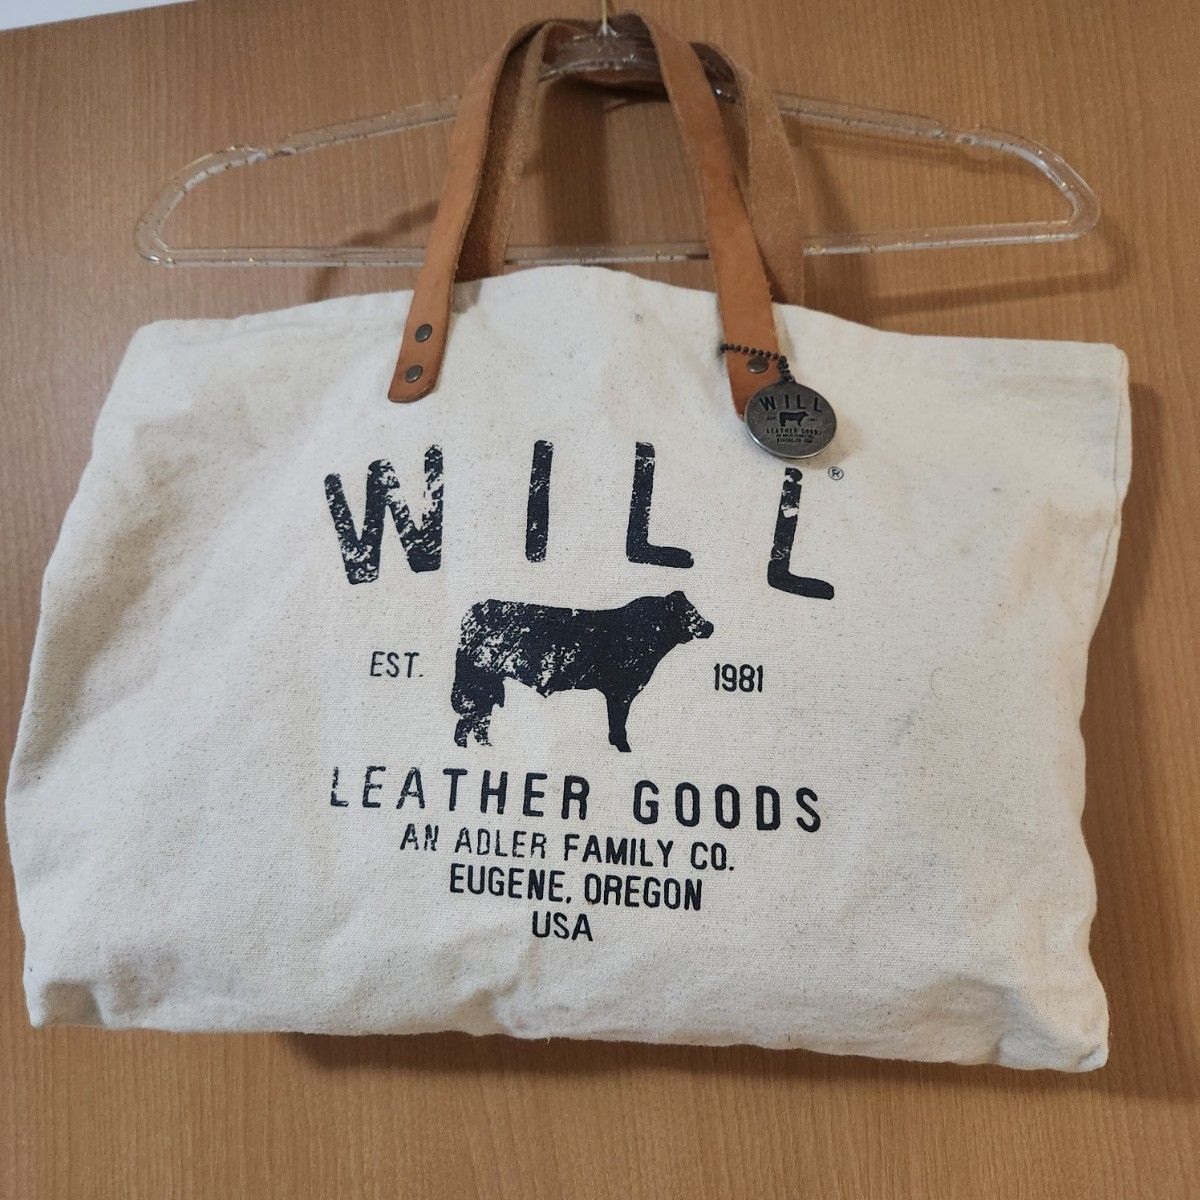 WILL
LEATHER GOODS
WILL®
EST. 1981
LEATHER GOODS
AN ADLER FAMILY CO.
EUGENE, OREGON
USA